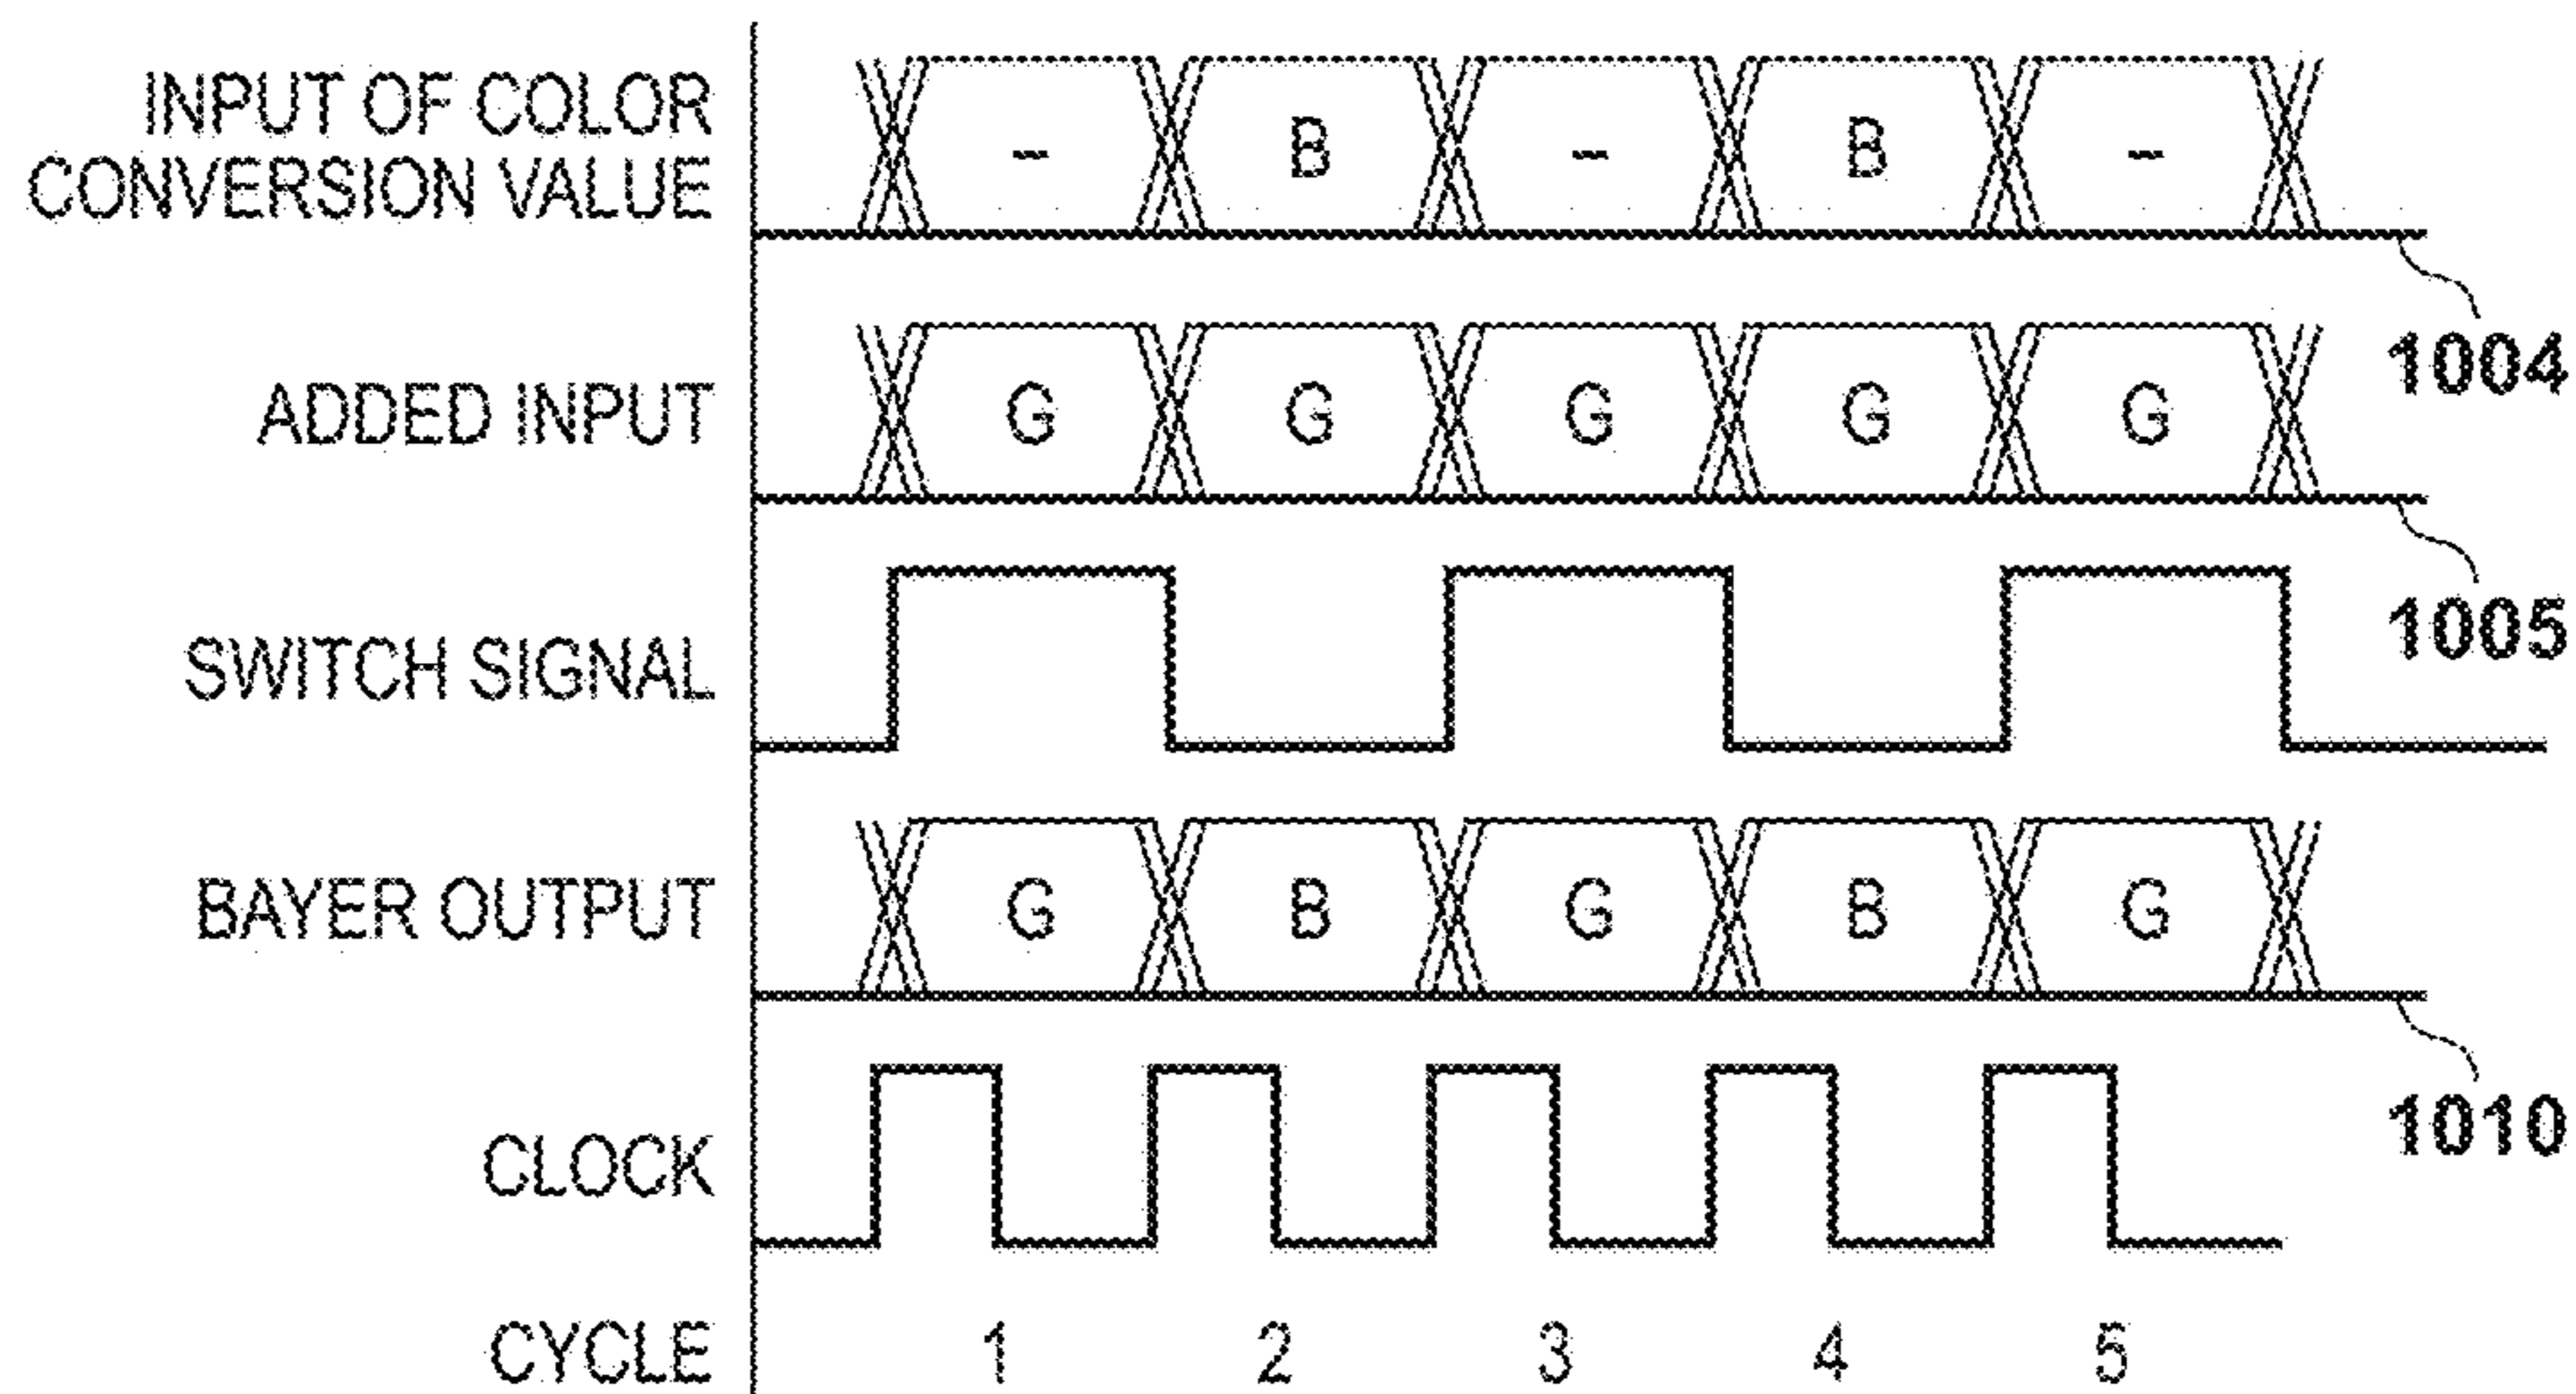 INPUT OF COLOR
CONVERSION VALUE
- B - B -
1004
ADDED INPUT
G G G G G
1005
SWITCH SIGNAL
BAYER OUTPUT
G B G B G
1010
CLOCK
CYCLE
1 2 3 4 5